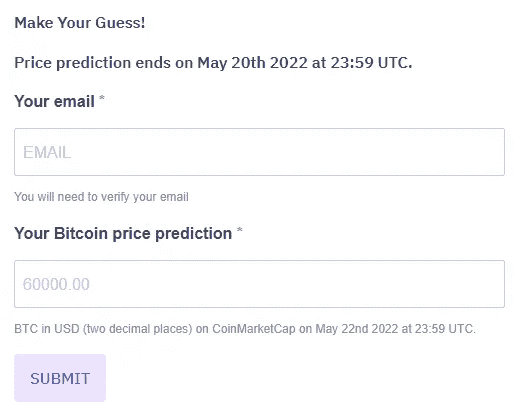 Make Your Guess!
Price prediction ends on May 20th 2022 at 23:59 UTC.
Your email *
EMAIL
You will need to verify your email
Your Bitcoin price prediction *
60000.00
BTC in USD (two decimal places) on CoinMarketCap on May 22nd 2022 at 23:59 UTC.
SUBMIT